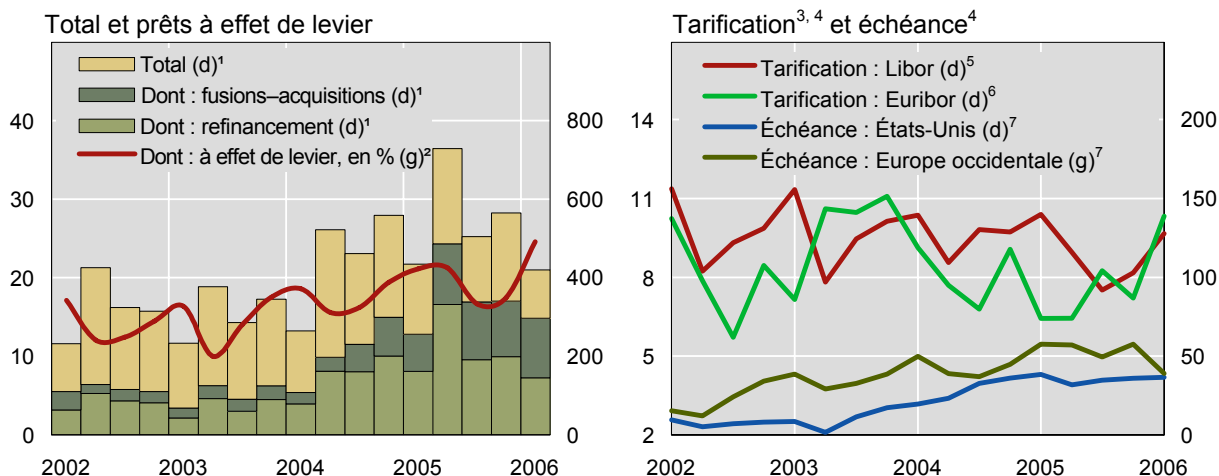 Total et prêts à effet de levier
Total (d)¹
Dont : fusions–acquisitions (d)¹
Dont : refinancement (d)¹
Dont : à effet de levier, en % (g)²
40
30
20
10
0
800
600
400
200
0
2002 2003 2004 2005 2006
Tarification³, ⁴ et échéance⁴
Tarification : Libor (d)⁵
Tarification : Euribor (d)⁶
Échéance : États-Unis (d)⁷
Échéance : Europe occidentale (g)⁷
14
11
8
5
2
200
150
100
50
0
2002 2003 2004 2005 2006